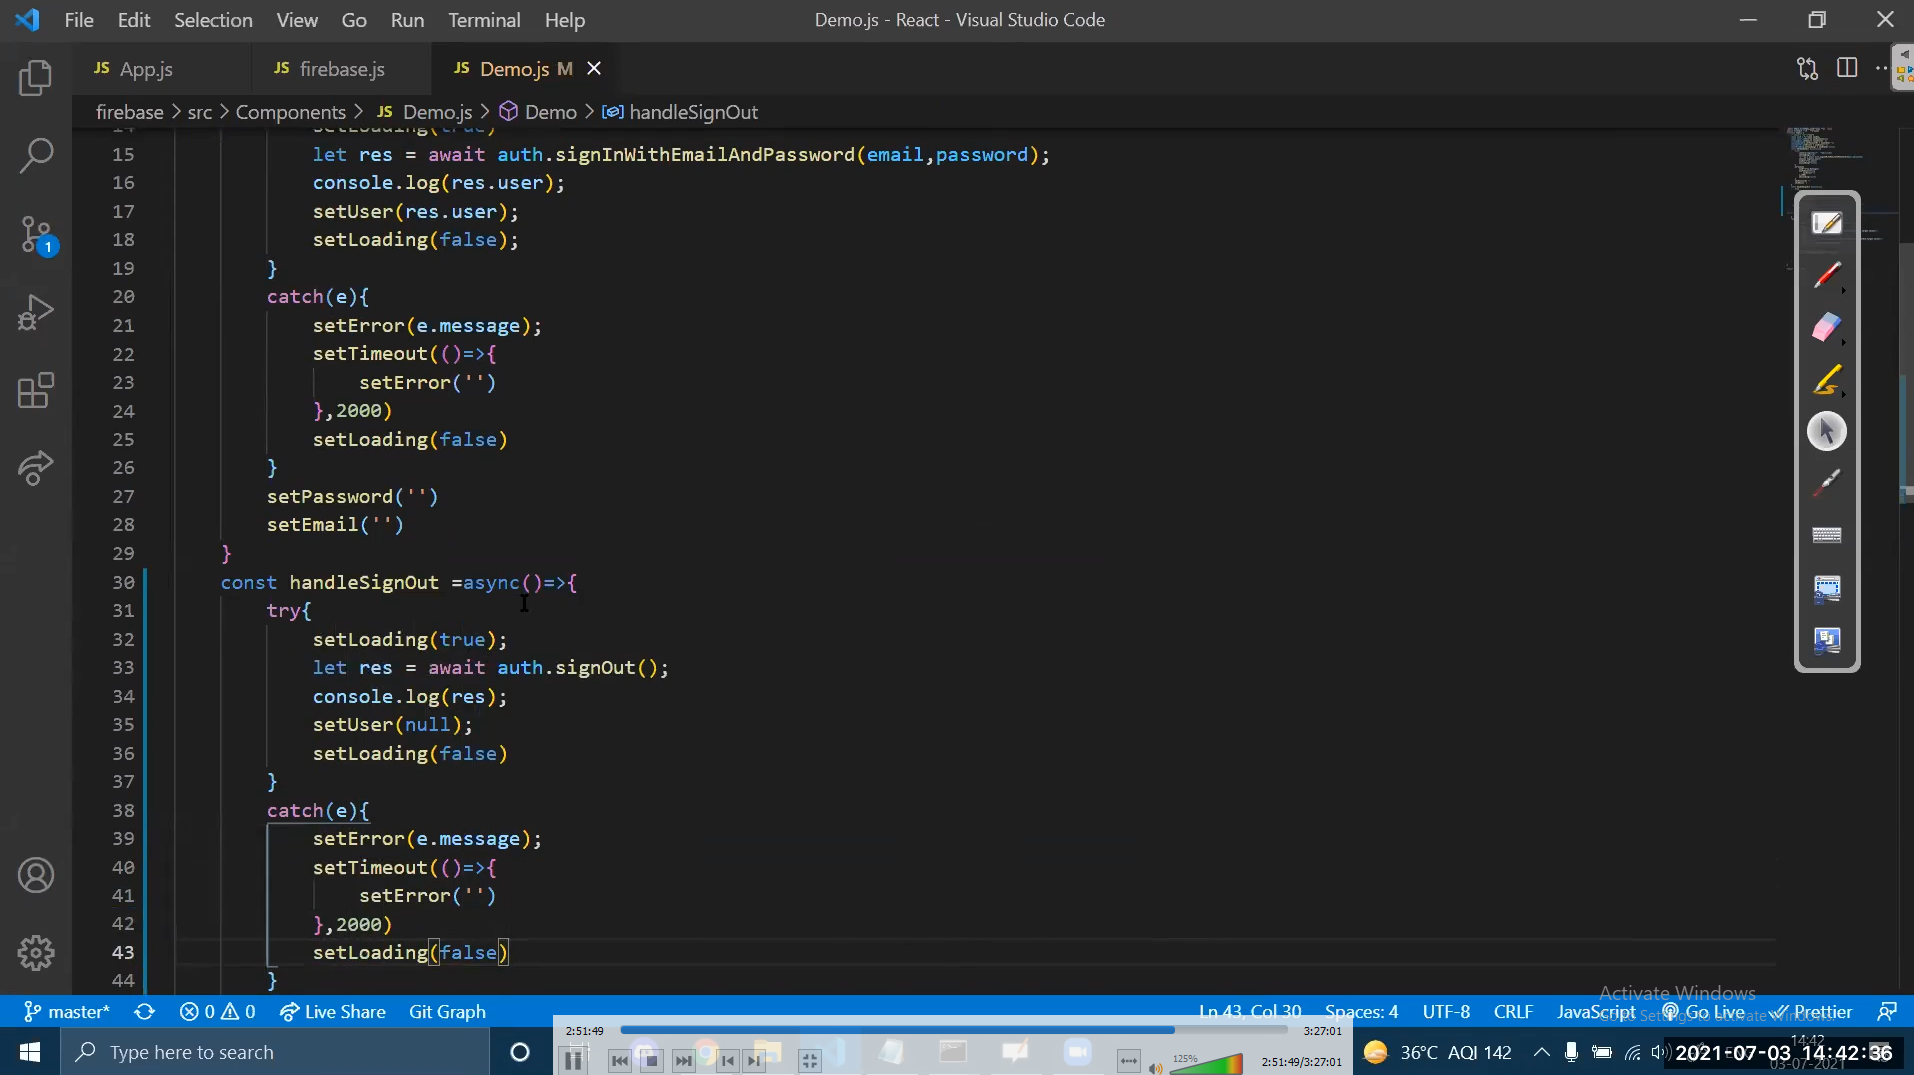 File Edit Selection View Go Run Terminal Help Demo.js - React - Visual Studio Code
JS App.js JS firebase.js JS Demo.js M
firebase > src > Components > JS Demo.js > Demo > handleSignOut
14 setLoading(true)
15 let res = await auth.signInWithEmailAndPassword(email,password);
16 console.log(res.user);
17 setUser(res.user);
18 setLoading(false);
19 }
20 catch(e){
21 setError(e.message);
22 setTimeout(()=>{
23 setError('')
24 },2000)
25 setLoading(false)
26 }
27 setPassword('')
28 setEmail('')
29 }
30 const handleSignOut =async()=>{
31 try{
32 setLoading(true);
33 let res = await auth.signOut();
34 console.log(res);
35 setUser(null);
36 setLoading(false)
37 }
38 catch(e){
39 setError(e.message);
40 setTimeout(()=>{
41 setError('')
42 },2000)
43 setLoading(false)
44 }
1
Activate Windows
Go to Settings to activate Windows.
master* 0 0 Live Share Git Graph Ln 43, Col 30 Spaces: 4 UTF-8 CRLF JavaScript Go Live Prettier
2:51:49 3:27:01
Type here to search 125% 2:51:49/3:27:01 36°C AQI 142 14:42 2021-07-03 14:42:36
03-07-2021